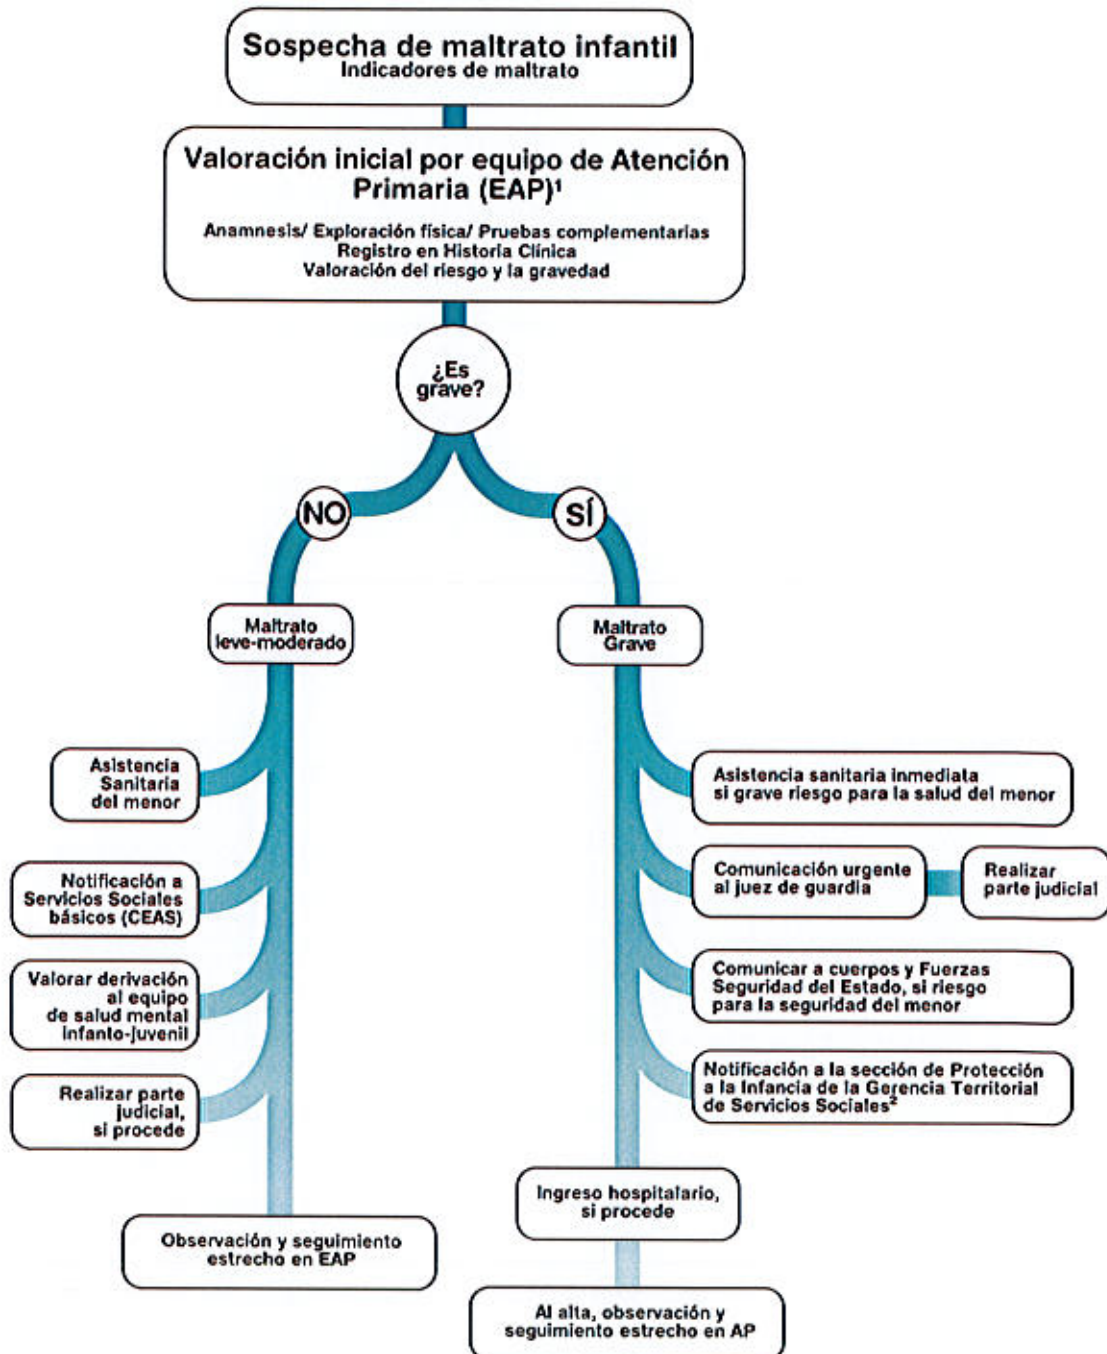 Sospecha de maltrato infantil
Indicadores de maltrato
Valoración inicial por equipo de Atención
Primaria (EAP)¹
Anamnesis/ Exploración física/ Pruebas complementarias
Registro en Historia Clínica
Valoración del riesgo y la gravedad
¿Es
grave?
NO
SÍ
Maltrato
leve-moderado
Maltrato
Grave
Asistencia
Sanitaria
del menor
Notificación a
Servicios Sociales
básicos (CEAS)
Valorar derivación
al equipo
de salud mental
infanto-juvenil
Realizar parte
judicial,
si procede
Observación y seguimiento
estrecho en EAP
Asistencia sanitaria inmediata
si grave riesgo para la salud del menor
Comunicación urgente
al juez de guardia
Realizar
parte judicial
Comunicar a cuerpos y Fuerzas
Seguridad del Estado, si riesgo
para la seguridad del menor
Notificación a la sección de Protección
a la Infancia de la Gerencia Territorial
de Servicios Sociales²
Ingreso hospitalario,
si procede
Al alta, observación y
seguimiento estrecho en AP